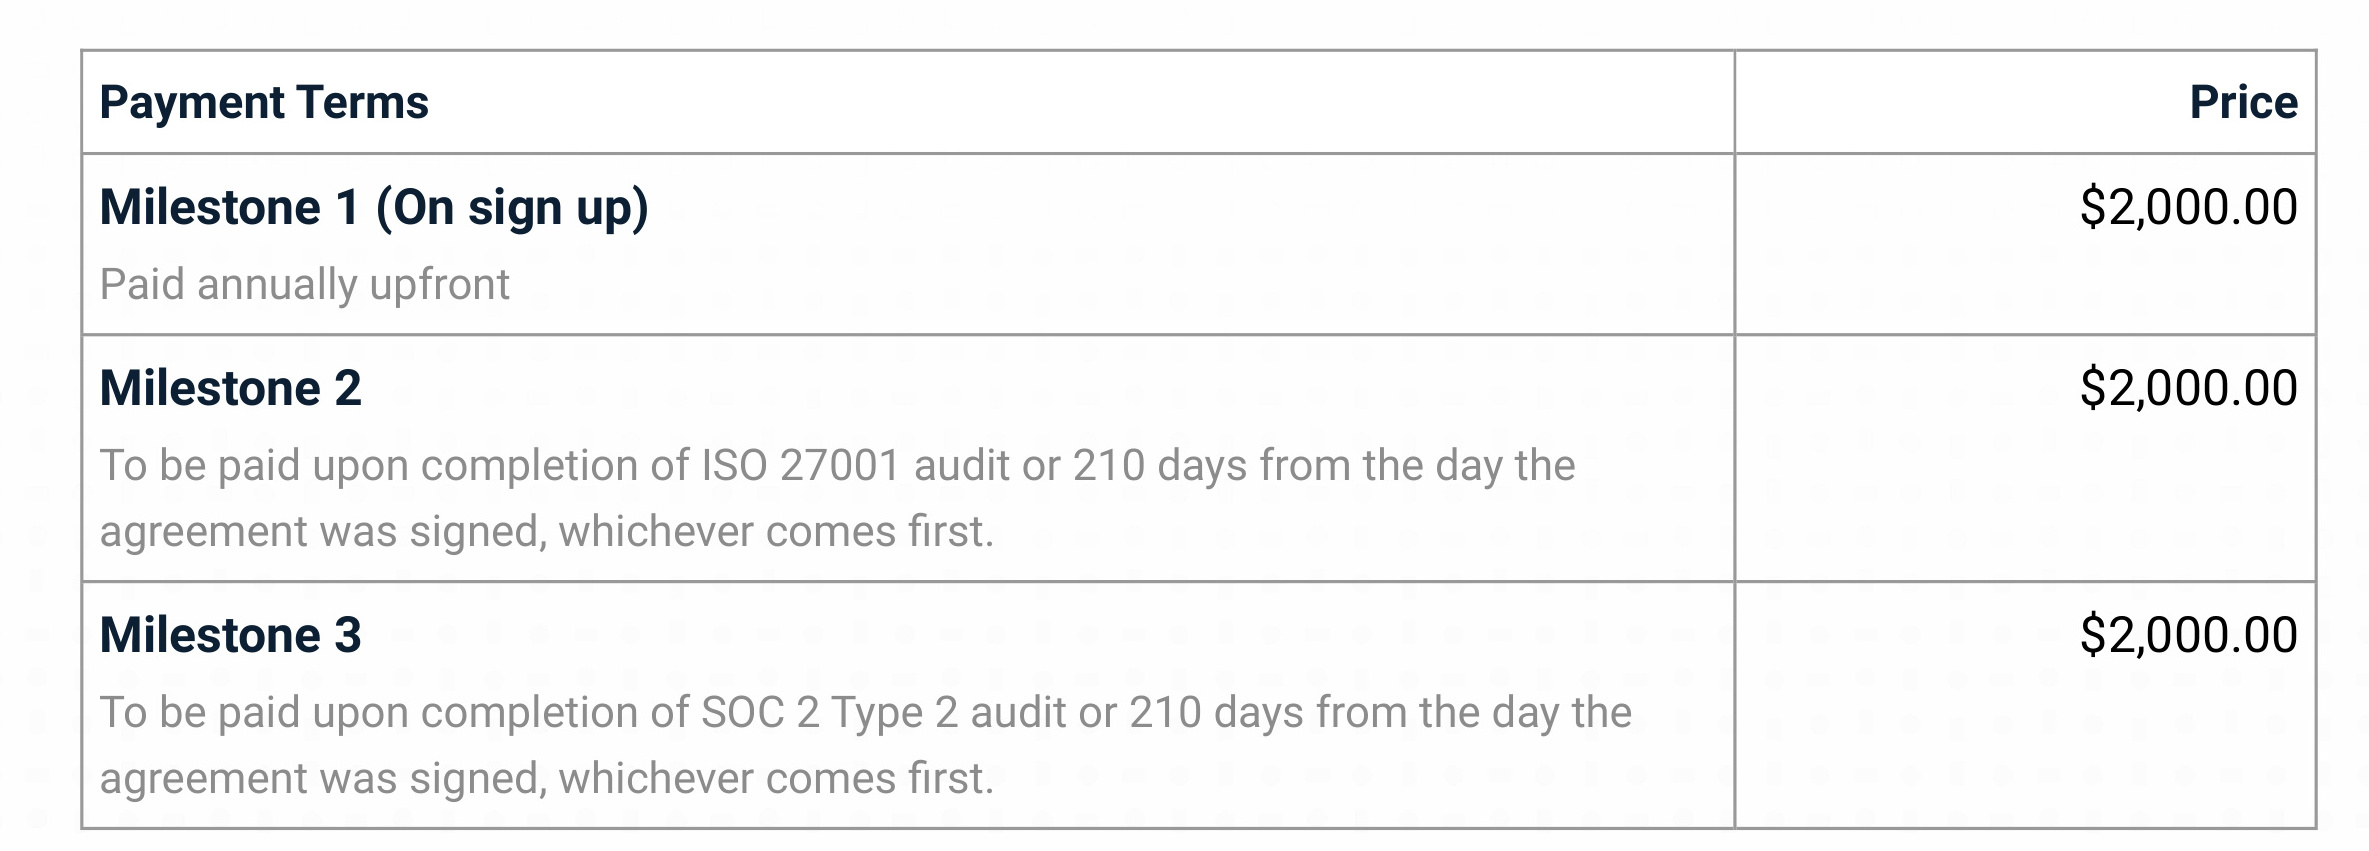 Payment Terms Price
Milestone 1 (On sign up) $2,000.00
Paid annually upfront
Milestone 2 $2,000.00
To be paid upon completion of ISO 27001 audit or 210 days from the day the
agreement was signed, whichever comes first.
Milestone 3 $2,000.00
To be paid upon completion of SOC 2 Type 2 audit or 210 days from the day the
agreement was signed, whichever comes first.